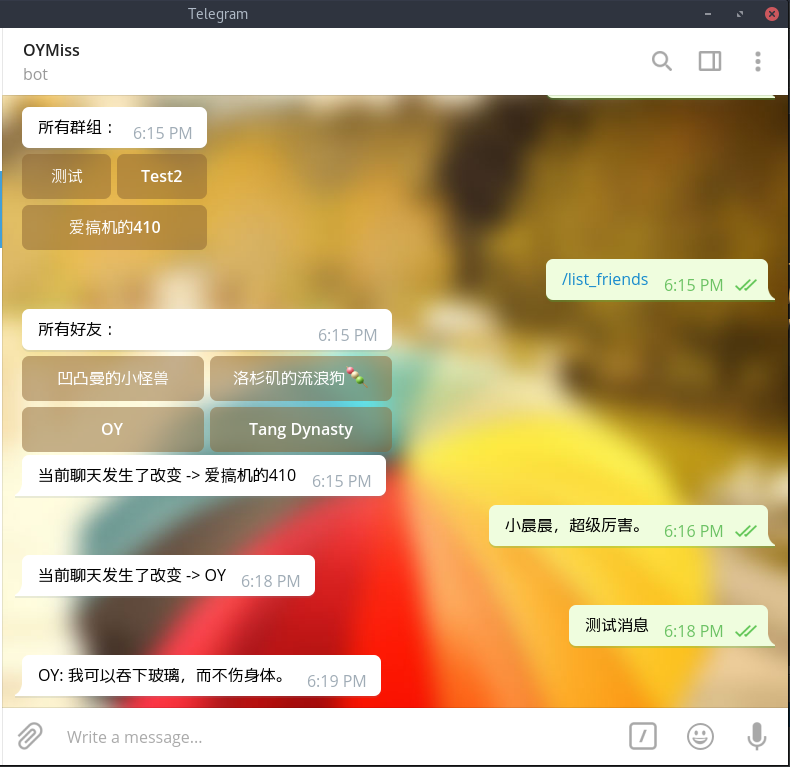 Telegram
OYMiss
bot
所有群组： 6:15 PM
测试 Test2
爱搞机的410
/list_friends 6:15 PM
所有好友： 6:15 PM
凹凸曼的小怪兽 洛杉矶的流浪狗🍡
OY Tang Dynasty
当前聊天发生了改变 -> 爱搞机的410 6:15 PM
小晨晨，超级厉害。 6:16 PM
当前聊天发生了改变 -> OY 6:18 PM
测试消息 6:18 PM
OY: 我可以吞下玻璃，而不伤身体。 6:19 PM
Write a message...